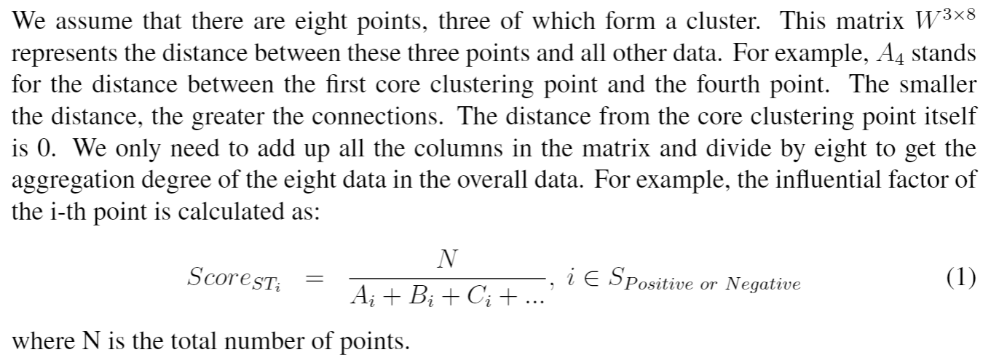 We assume that there are eight points, three of which form a cluster. This matrix $W^{3\times 8}$
represents the distance between these three points and all other data. For example, $A_4$ stands
for the distance between the first core clustering point and the fourth point. The smaller
the distance, the greater the connections. The distance from the core clustering point itself
is 0. We only need to add up all the columns in the matrix and divide by eight to get the
aggregation degree of the eight data in the overall data. For example, the influential factor of
the i-th point is calculated as:
$Score_{ST_i} = \frac{N}{A_i + B_i + C_i + ...}, i \in S_{Positive\ or\ Negative}$ (1)
where N is the total number of points.